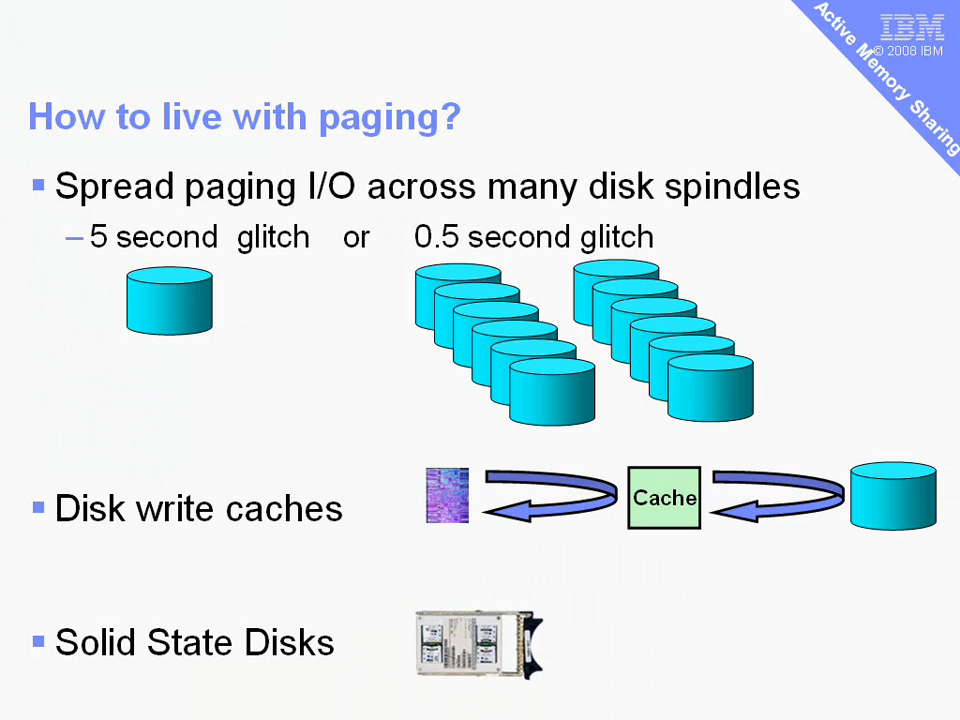 IBM
© 2008 IBM
Active Memory Sharing
How to live with paging?
Spread paging I/O across many disk spindles
– 5 second glitch or 0.5 second glitch
Disk write caches
Cache
Solid State Disks